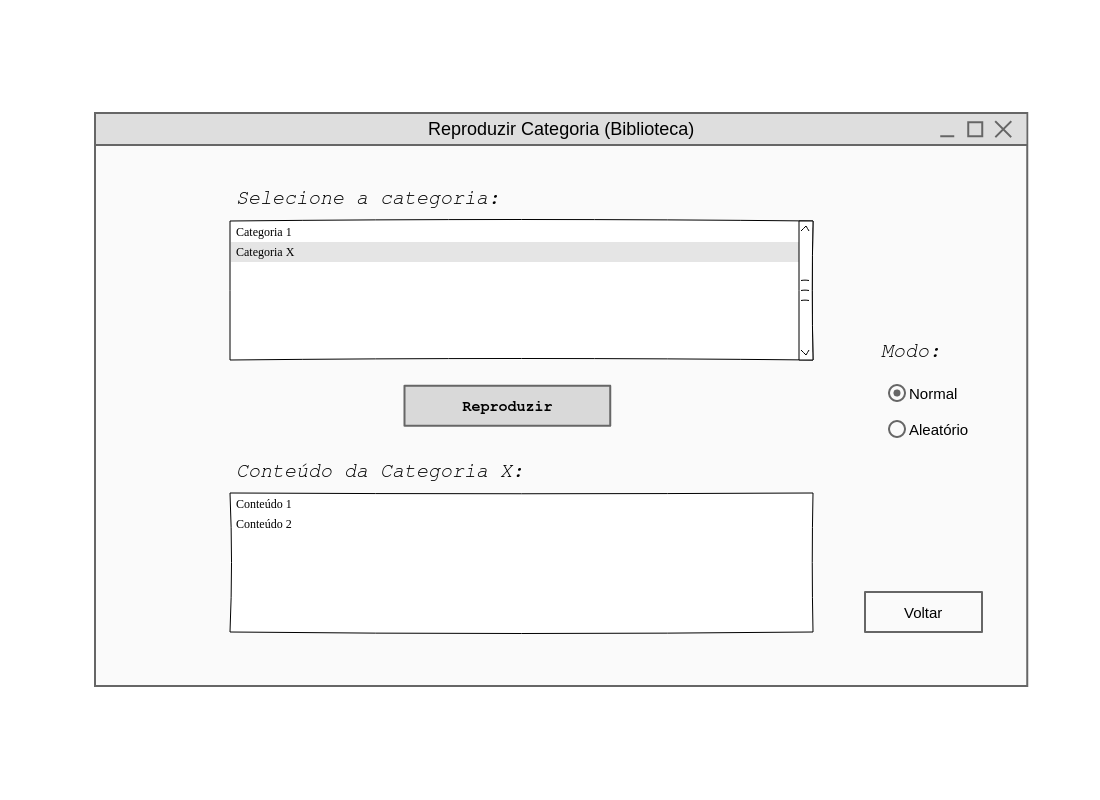 Reproduzir Categoria (Biblioteca)
Selecione a categoria:
Categoria 1
Categoria X
Modo:
Normal
Aleatório
Reproduzir
Conteúdo da Categoria X:
Conteúdo 1
Conteúdo 2
Voltar